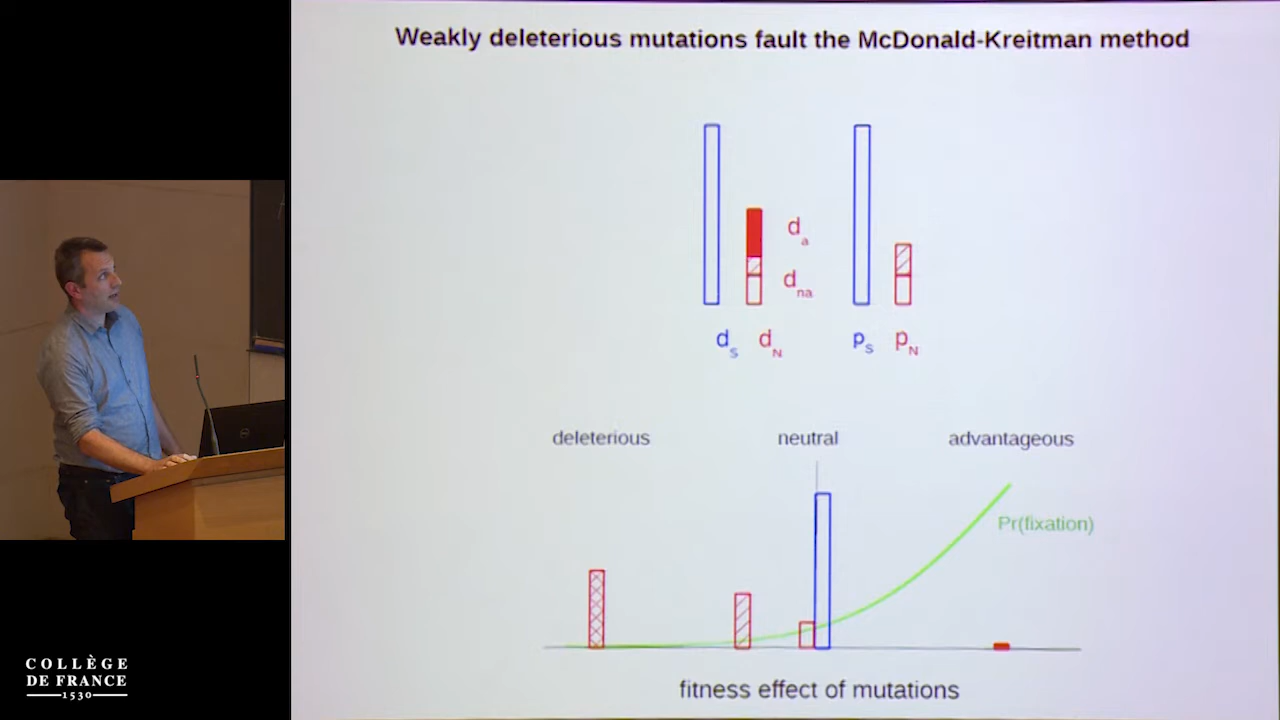 Weakly deleterious mutations fault the McDonald-Kreitman method
da
dna
dS dN pS pN
deleterious neutral advantageous
Pr(fixation)
fitness effect of mutations
COLLÈGE
DE FRANCE
1530